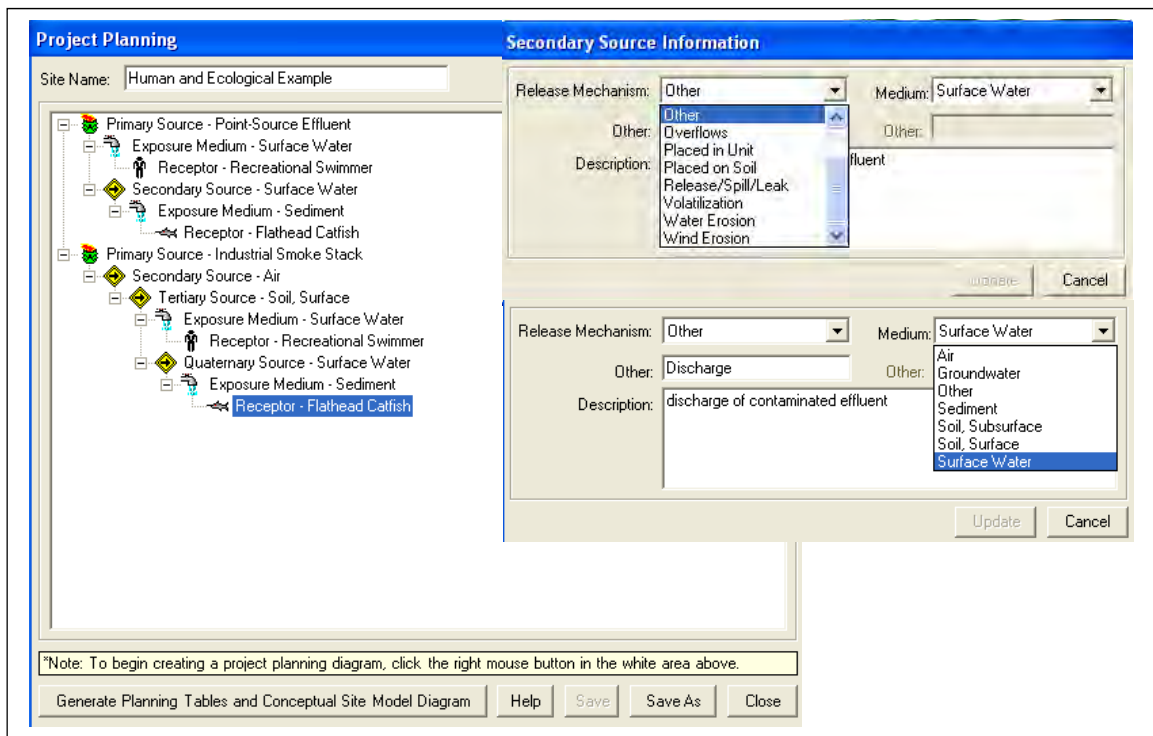 Project Planning
Site Name: Human and Ecological Example
Primary Source - Point-Source Effluent
Exposure Medium - Surface Water
Receptor - Recreational Swimmer
Secondary Source - Surface Water
Exposure Medium - Sediment
Receptor - Flathead Catfish
Primary Source - Industrial Smoke Stack
Secondary Source - Air
Tertiary Source - Soil, Surface
Exposure Medium - Surface Water
Receptor - Recreational Swimmer
Quaternary Source - Surface Water
Exposure Medium - Sediment
Receptor - Flathead Catfish
*Note: To begin creating a project planning diagram, click the right mouse button in the white area above.
Generate Planning Tables and Conceptual Site Model Diagram Help Save Save As Close
Secondary Source Information
Release Mechanism: Other Medium: Surface Water
Other: Other:
Description: fluent
Other
Overflows
Placed in Unit
Placed on Soil
Release/Spill/Leak
Volatilization
Water Erosion
Wind Erosion
Update Cancel
Release Mechanism: Other Medium: Surface Water
Other: Discharge Other:
Description: discharge of contaminated effluent
Air
Groundwater
Other
Sediment
Soil, Subsurface
Soil, Surface
Surface Water
Update Cancel